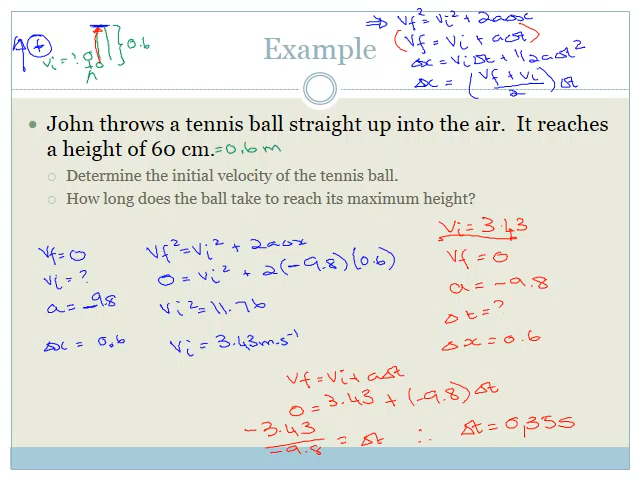 +
Vi = ?
0.6
⇒ Vf² = Vi² + 2aΔx
(Vf = Vi + aΔt)
Δx = ViΔt + 1/2aΔt²
Δx = (Vf + Vi / 2) Δt
Example
• John throws a tennis ball straight up into the air. It reaches
a height of 60 cm. = 0.6 m
○ Determine the initial velocity of the tennis ball.
○ How long does the ball take to reach its maximum height?
Vf = 0
Vi = ?
a = -9.8
Δx = 0.6
Vf² = Vi² + 2aΔx
0 = Vi² + 2(-9.8)(0.6)
Vi² = 11.76
Vi = 3.43 m.s⁻¹
Vi = 3.43
Vf = 0
a = -9.8
Δt = ?
Δx = 0.6
Vf = Vi + aΔt
0 = 3.43 + (-9.8)Δt
-3.43 / -9.8 = Δt ∴ Δt = 0,35s